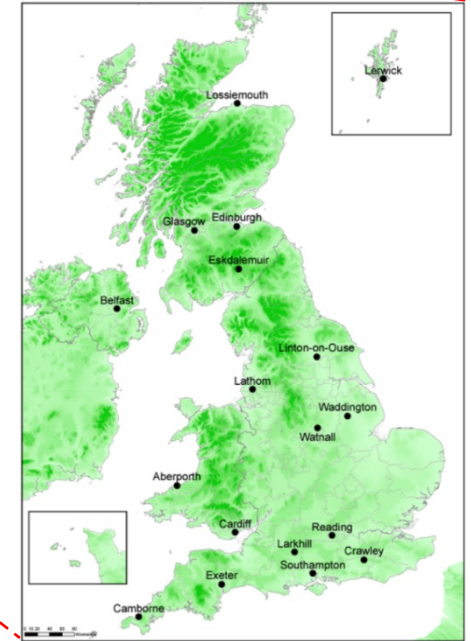 Lerwick
Lossiemouth
Glasgow
Edinburgh
Eskdalemuir
Belfast
Linton-on-Ouse
Lathom
Waddington
Watnall
Aberporth
Cardiff
Reading
Larkhill
Crawley
Southampton
Exeter
Camborne